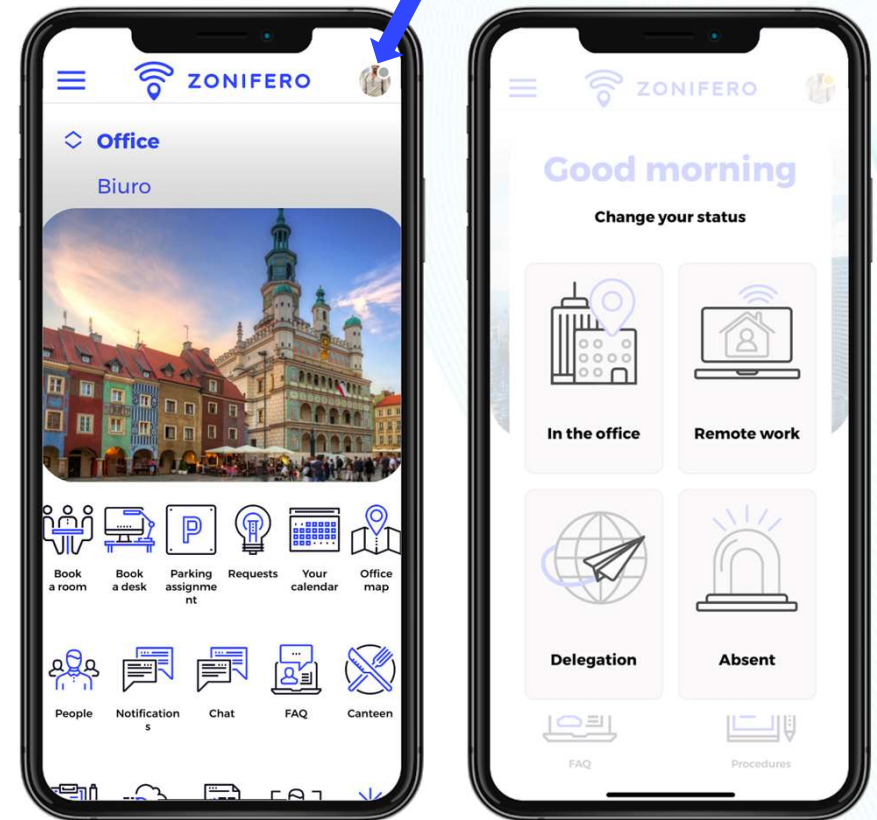 ZONIFERO
Office
Biuro
P
Book
a room
Book
a desk
Parking
assignme
nt
Requests
Your
calendar
Office
map
People
Notification
s
Chat
FAQ
Canteen
ZONIFERO
Good morning
Change your status
In the office
Remote work
Delegation
Absent
FAQ
Procedures